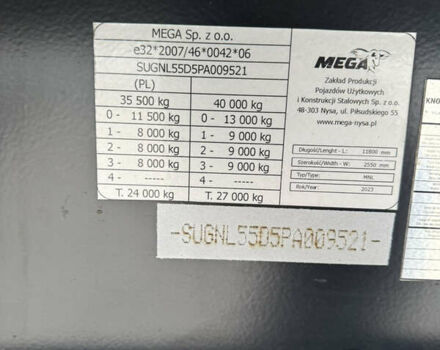 MEGA Sp. z o.o.
e32*2007/46*0042*06
SUGNL55D5PA009521
(PL)
35 500 kg 40 000 kg
0- 11 500 kg 0- 13 000 kg
1- 8 000 kg 1- 9 000 kg
2- 8 000 kg 2- 9 000 kg
3- 8 000 kg 3- 9 000 kg
4- ----- 4- -----
T. 24 000 kg T. 27 000 kg
MEGA
Zakład Produkcji
Pojazdów Użytkowych
i Konstrukcji Stalowych Sp. z o.o.
48-303 Nysa, ul. Piłsudskiego 55
www.mega-nysa.pl
Długość/Lenght - L: 11800 mm
Szerokość/Width - W: 2550 mm
Typ/Type: MNL
Rok/Year: 2023
-SUGNL55D5PA009521-
KNO